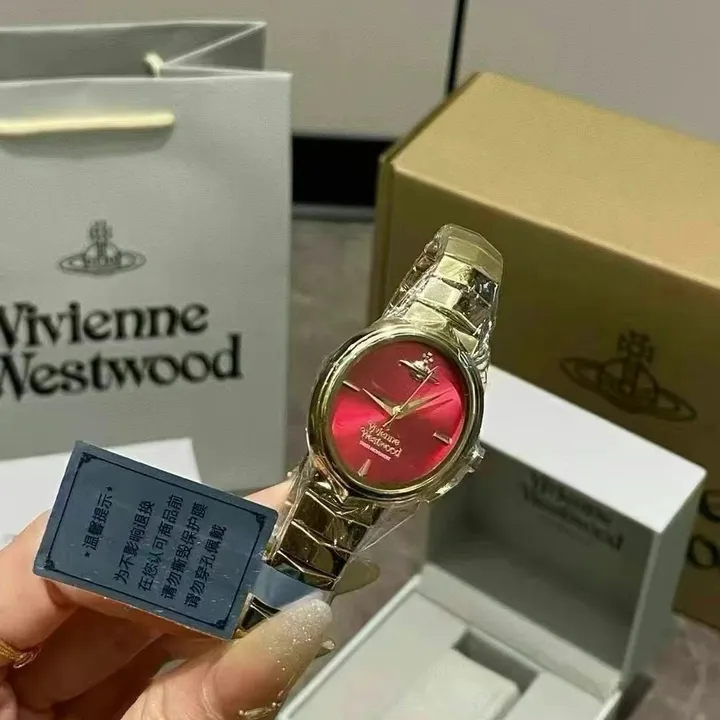 Vivienne
Westwood
Vivienne
Westwood
Vivienne
Westwood
·温馨提示·
为不影响退换
在您认可商品前
请勿撕毁保护膜
请勿穿孔佩戴